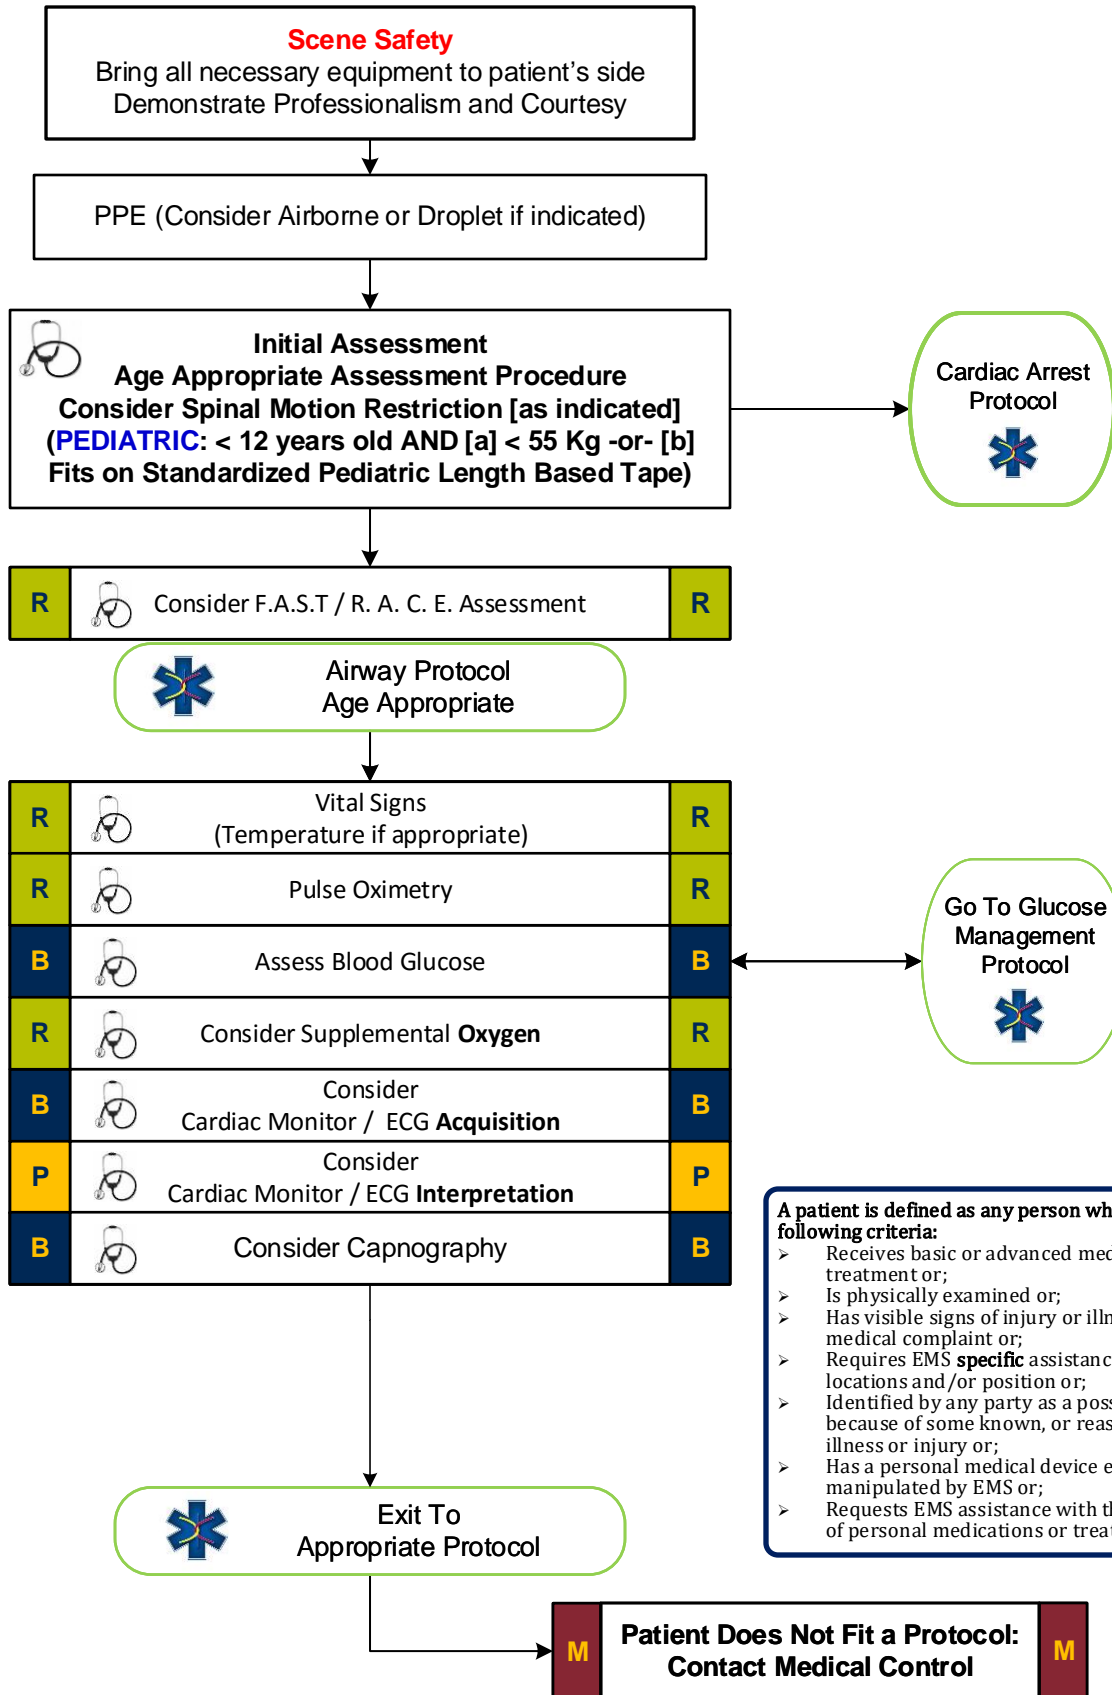 Scene Safety
Bring all necessary equipment to patient's side
Demonstrate Professionalism and Courtesy
PPE (Consider Airborne or Droplet if indicated)
Initial Assessment
Age Appropriate Assessment Procedure
Consider Spinal Motion Restriction [as indicated]
(PEDIATRIC: < 12 years old AND [a] < 55 Kg -or- [b]
Fits on Standardized Pediatric Length Based Tape)
Cardiac Arrest
Protocol
R Consider F.A.S.T / R. A. C. E. Assessment R
Airway Protocol
Age Appropriate
R Vital Signs R
(Temperature if appropriate)
R Pulse Oximetry R
B Assess Blood Glucose B
Go To Glucose
Management
Protocol
R Consider Supplemental Oxygen R
B Consider B
Cardiac Monitor / ECG Acquisition
P Consider P
Cardiac Monitor / ECG Interpretation
B Consider Capnography B
A patient is defined as any person
following criteria:
➢ Receives basic or advanced
treatment or;
➢ Is physically examined or;
➢ Has visible signs of injury or
medical complaint or;
➢ Requires EMS specific
locations and/or position or;
➢ Identified by any party as a
because of some known, or
illness or injury or;
➢ Has a personal medical device
manipulated by EMS or;
➢ Requests EMS assistance with
of personal medications or
Exit To
Appropriate Protocol
M Patient Does Not Fit a Protocol: M
Contact Medical Control